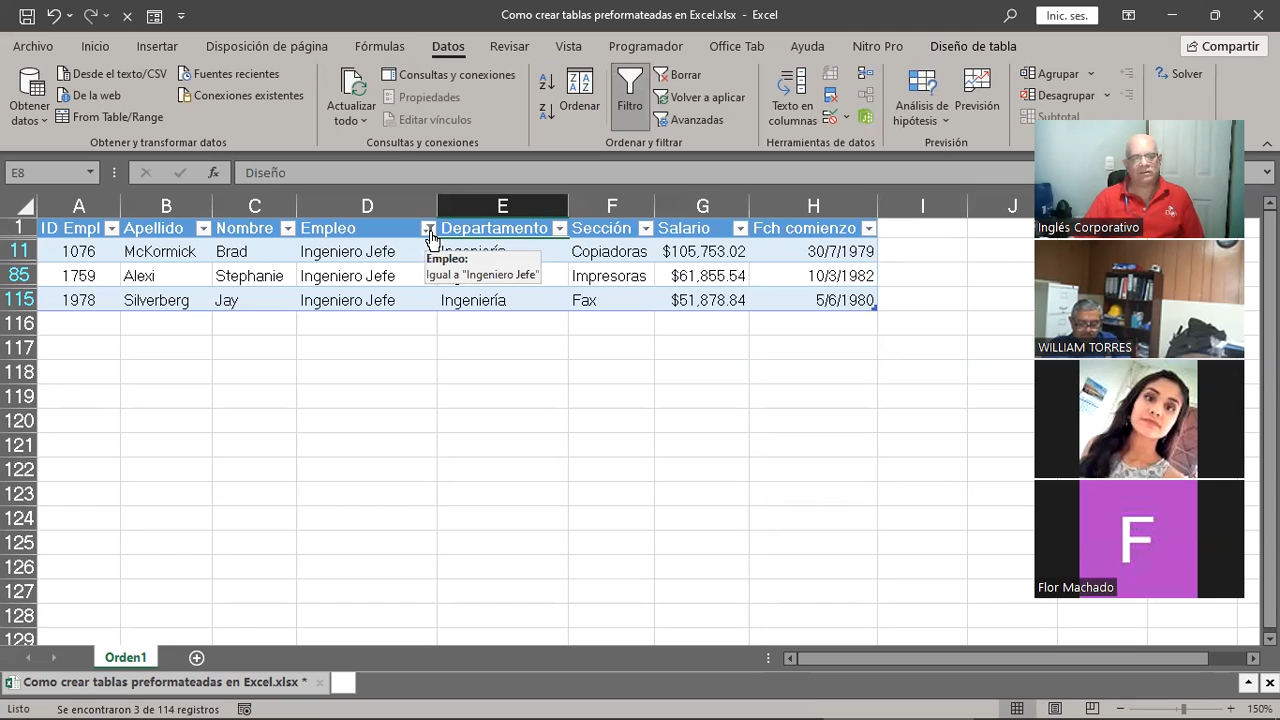 Como crear tablas preformateadas en Excel.xlsx - Excel
Inic. ses.
Archivo Inicio Insertar Disposición de página Fórmulas Datos Revisar Vista Programador Office Tab Ayuda Nitro Pro Diseño de tabla Compartir
Obtener datos
Desde el texto/CSV
De la web
From Table/Range
Fuentes recientes
Conexiones existentes
Obtener y transformar datos
Actualizar todo
Consultas y conexiones
Propiedades
Editar vínculos
Consultas y conexiones
Ordenar
Filtro
Borrar
Volver a aplicar
Avanzadas
Ordenar y filtrar
Texto en columnas
Herramientas de datos
Análisis de hipótesis
Previsión
Previsión
Agrupar
Desagrupar
Subtotal
Solver
E8 Diseño
A B C D E F G H I J
1 ID Empl Apellido Nombre Empleo Departamento Sección Salario Fch comienzo
11 1076 McKormick Brad Ingeniero Jefe Ingeniería Copiadoras $105,753.02 30/7/1979
Empleo:
Igual a "Ingeniero Jefe"
85 1759 Alexi Stephanie Ingeniero Jefe Impresoras $61,855.54 10/3/1982
115 1978 Silverberg Jay Ingeniero Jefe Ingeniería Fax $51,878.84 5/6/1980
116
117
118
119
120
121
122
123
124
125
126
127
128
129
Inglés Corporativo
WILLIAM TORRES
F
Flor Machado
Orden1
Como crear tablas preformateadas en Excel.xlsx *
Listo Se encontraron 3 de 114 registros 150%